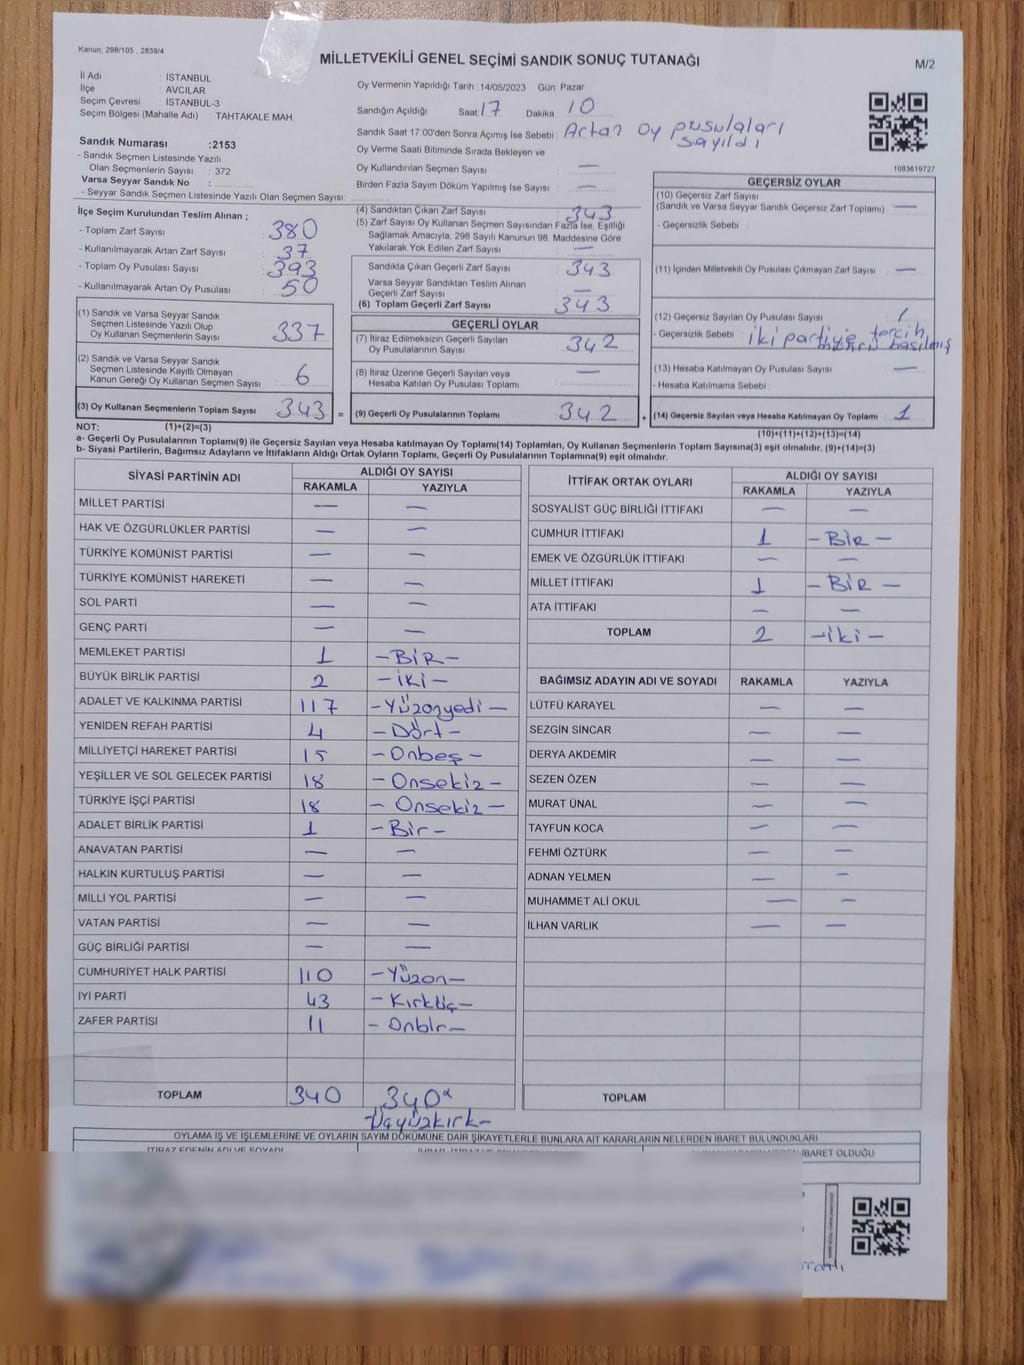 Kanun; 298/105 , 2839/4
MİLLETVEKİLİ GENEL SEÇİMİ SANDIK SONUÇ TUTANAĞI
M/2
İl Adı : İSTANBUL
İlçe : AVCILAR
Seçim Çevresi : İSTANBUL-3
Seçim Bölgesi (Mahalle Adı) : TAHTAKALE MAH.
Sandık Numarası :2153
- Sandık Seçmen Listesinde Yazılı
Olan Seçmenlerin Sayısı : 372
Varsa Seyyar Sandık No :
- Seyyar Sandık Seçmen Listesinde Yazılı Olan Seçmen Sayısı:
Oy Vermenin Yapıldığı Tarih :14/05/2023 Gün: Pazar
Sandığın Açıldığı Saat 17 Dakika 10
Sandık Saat 17.00'den Sonra Açımış İse Sebebi : Artan oy pusulaları
sayıldı
Oy Verme Saati Bitiminde Sırada Bekleyen ve
Oy Kullandırılan Seçmen Sayısı : —
Birden Fazla Sayım Döküm Yapılmış İse Sayısı : —
1083619727
İlçe Seçim Kurulundan Teslim Alınan ;
- Toplam Zarf Sayısı : 380
- Kullanılmayarak Artan Zarf Sayısı : 37
- Toplam Oy Pusulası Sayısı : 393
- Kullanılmayarak Artan Oy Pusulası : 50
(1) Sandık ve Varsa Seyyar Sandık
Seçmen Listesinde Yazılı Olup
Oy Kullanan Seçmenlerin Sayısı : 337
(2) Sandık ve Varsa Seyyar Sandık
Seçmen Listesinde Kayıtlı Olmayan
Kanun Gereği Oy Kullanan Seçmen Sayısı : 6
(3) Oy Kullanan Seçmenlerin Toplam Sayısı : 343 =
(4) Sandıktan Çıkan Zarf Sayısı : 343
(5) Zarf Sayısı Oy Kullanan Seçmen Sayısından Fazla İse, Eşitliği
Sağlamak Amacıyla, 298 Sayılı Kanunun 98. Maddesine Göre
Yakılarak Yok Edilen Zarf Sayısı : —
Sandıkta Çıkan Geçerli Zarf Sayısı : 343
Varsa Seyyar Sandıktan Teslim Alınan
Geçerli Zarf Sayısı : —
(6) Toplam Geçerli Zarf Sayısı : 343
GEÇERLİ OYLAR
(7) İtiraz Edilmeksizin Geçerli Sayılan
Oy Pusulalarının Sayısı : 342
(8) İtiraz Üzerine Geçerli Sayılan veya
Hesaba Katılan Oy Pusulası Toplamı : —
(9) Geçerli Oy Pusulalarının Toplamı : 342 +
GEÇERSİZ OYLAR
(10) Geçersiz Zarf Sayısı
(Sandık ve Varsa Seyyar Sandık Geçersiz Zarf Toplamı) : —
- Geçersizlik Sebebi :
(11) İçinden Milletvekili Oy Pusulası Çıkmayan Zarf Sayısı : —
(12) Geçersiz Sayılan Oy Pusulası Sayısı : 1
- Geçersizlik Sebebi : iki partiye tercih
mührü basılmış
(13) Hesaba Katılmayan Oy Pusulası Sayısı : —
- Hesaba Katılmama Sebebi :
(14) Geçersiz Sayılan veya Hesaba Katılmayan Oy Toplamı : 1
NOT: (1)+(2)=(3)
(10)+(11)+(12)+(13)=(14)
a- Geçerli Oy Pusulalarının Toplamı(9) ile Geçersiz Sayılan veya Hesaba katılmayan Oy Toplamı(14) Toplamları, Oy Kullanan Seçmenlerin Toplam Sayısına(3) eşit olmalıdır. (9)+(14)=(3)
b- Siyasi Partilerin, Bağımsız Adayların ve İttifakların Aldığı Ortak Oyların Toplamı, Geçerli Oy Pusulalarının Toplamına(9) eşit olmalıdır.
SİYASİ PARTİNİN ADI ALDIĞI OY SAYISI
RAKAMLA YAZIYLA
MİLLET PARTİSİ — —
HAK VE ÖZGÜRLÜKLER PARTİSİ — —
TÜRKİYE KOMÜNİST PARTİSİ — —
TÜRKİYE KOMÜNİST HAREKETİ — —
SOL PARTİ — —
GENÇ PARTİ — —
MEMLEKET PARTİSİ 1 -BİR-
BÜYÜK BİRLİK PARTİSİ 2 -iKi-
ADALET VE KALKINMA PARTİSİ 117 -Yüzonyedi-
YENİDEN REFAH PARTİSİ 4 -Dört-
MİLLİYETÇİ HAREKET PARTİSİ 15 -Onbeş-
YEŞİLLER VE SOL GELECEK PARTİSİ 18 -Onsekiz-
TÜRKİYE İŞÇİ PARTİSİ 18 -Onsekiz-
ADALET BİRLİK PARTİSİ 1 -Bir-
ANAVATAN PARTİSİ — —
HALKIN KURTULUŞ PARTİSİ — —
MİLLİ YOL PARTİSİ — —
VATAN PARTİSİ — —
GÜÇ BİRLİĞİ PARTİSİ — —
CUMHURİYET HALK PARTİSİ 110 -Yüzon-
İYİ PARTİ 43 -Kırküç-
ZAFER PARTİSİ 11 -Onbir-
TOPLAM 340 340
-Üçyüzkırk-
İTTİFAK ORTAK OYLARI ALDIĞI OY SAYISI
RAKAMLA YAZIYLA
SOSYALİST GÜÇ BİRLİĞİ İTTİFAKI — —
CUMHUR İTTİFAKI 1 -BİR-
EMEK VE ÖZGÜRLÜK İTTİFAKI — —
MİLLET İTTİFAKI 1 -BİR-
ATA İTTİFAKI — —
TOPLAM 2 -iki-
BAĞIMSIZ ADAYIN ADI VE SOYADI RAKAMLA YAZIYLA
LÜTFÜ KARAYEL — —
SEZGİN SİNCAR — —
DERYA AKDEMİR — —
SEZEN ÖZEN — —
MURAT ÜNAL — —
TAYFUN KOCA — —
FEHMİ ÖZTÜRK — —
ADNAN YELMEN — —
MUHAMMET ALİ OKUL — —
İLHAN VARLIK — —
TOPLAM
OYLAMA İŞ VE İŞLEMLERİNE VE OYLARIN SAYIM DÖKÜMÜNE DAİR ŞİKAYETLERLE BUNLARA AİT KARARLARIN NELERDEN İBARET BULUNDUKLARI
İTİRAZ EDENİN ADI VE SOYADI
İBARET OLDUĞU